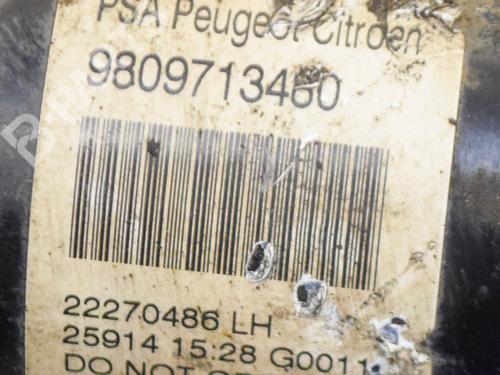 PSA Peugeot Citroen
9809713480
22270486 LH
25914 15:28 G0011
DO NOT